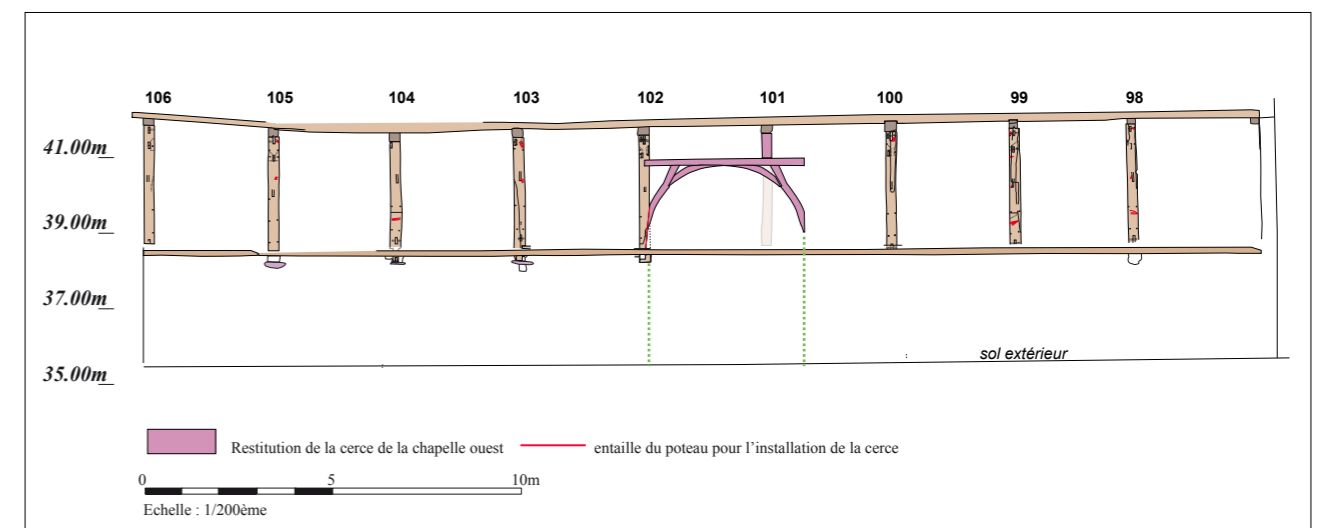 106 105 104 103 102 101 100 99 98
41.00m
39.00m
37.00m
sol extérieur
35.00m
Restitution de la cerce de la chapelle ouest entaille du poteau pour l'installation de la cerce
0 5 10m
Echelle : 1/200ème